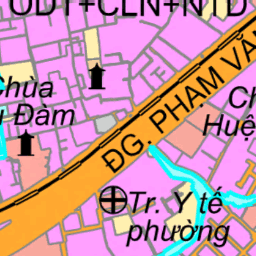 ODT+CLN+NTD
Chùa
Đàm
ĐG. PHẠM VĂN
Huệ
Tr. Y tế
phường